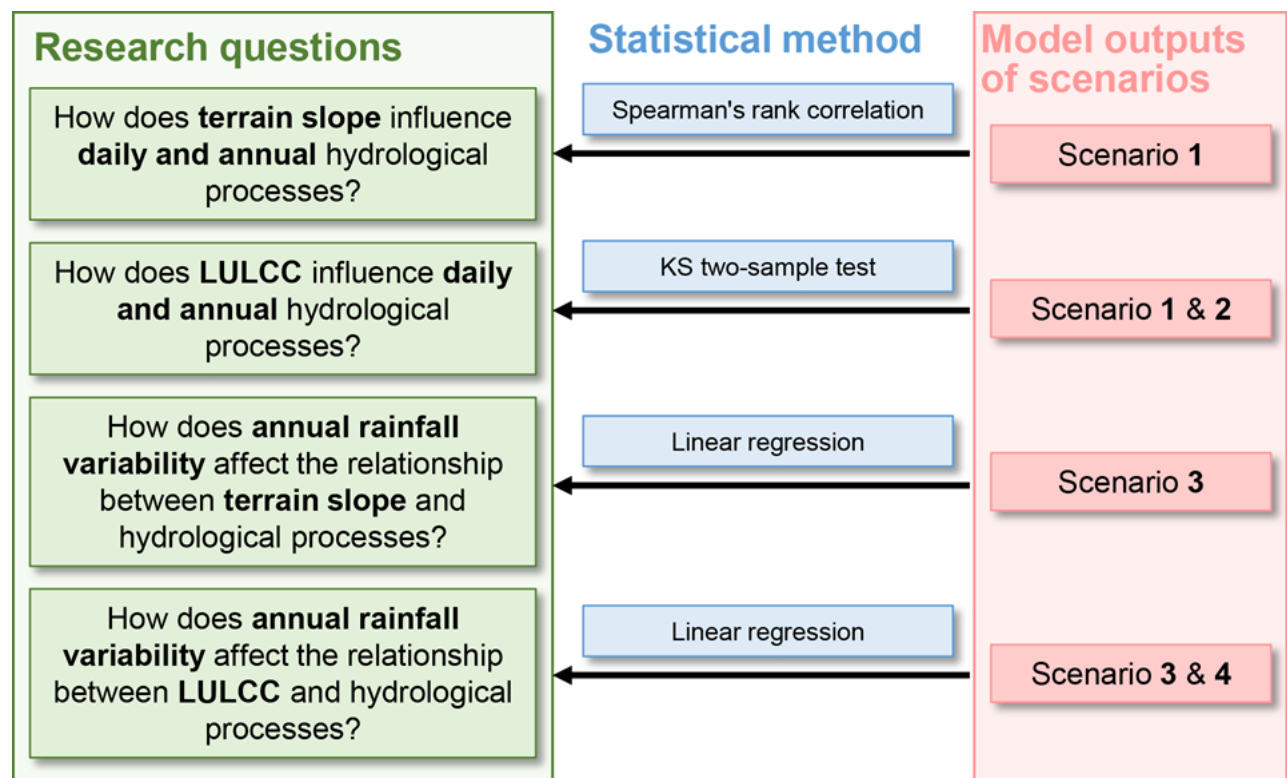 Research questions
Statistical method
Model outputs
of scenarios
How does terrain slope influence
daily and annual hydrological
processes?
Spearman's rank correlation
Scenario 1
How does LULCC influence daily
and annual hydrological
processes?
KS two-sample test
Scenario 1 & 2
How does annual rainfall
variability affect the relationship
between terrain slope and
hydrological processes?
Linear regression
Scenario 3
How does annual rainfall
variability affect the relationship
between LULCC and hydrological
processes?
Linear regression
Scenario 3 & 4